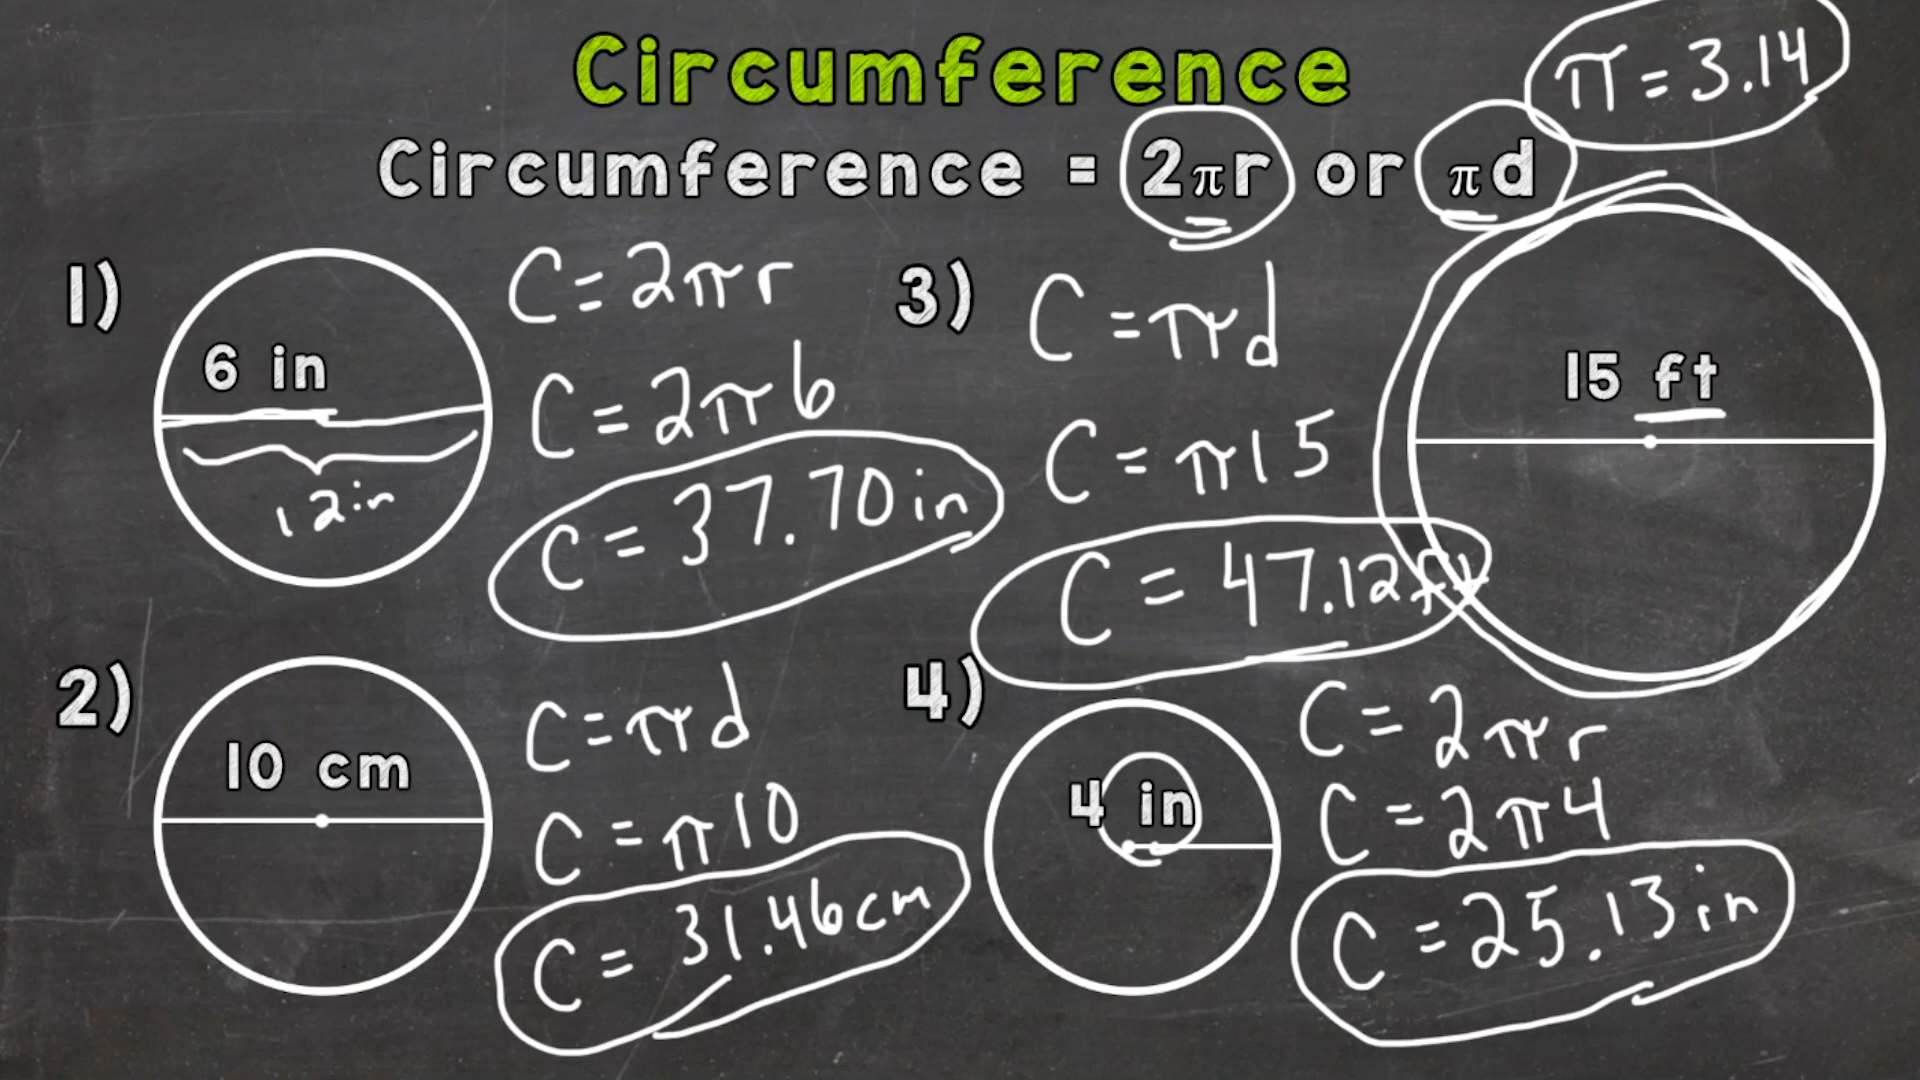 Circumference
π = 3.14
Circumference = 2πr or πd
1)
6 in
12 in
C = 2πr
C = 2π6
C = 37.70 in
2)
10 cm
C = πd
C = π10
C = 31.46 cm
3)
C = πd
C = π15
C = 47.12 ft
15 ft
4)
4 in
C = 2πr
C = 2π4
C = 25.13 in